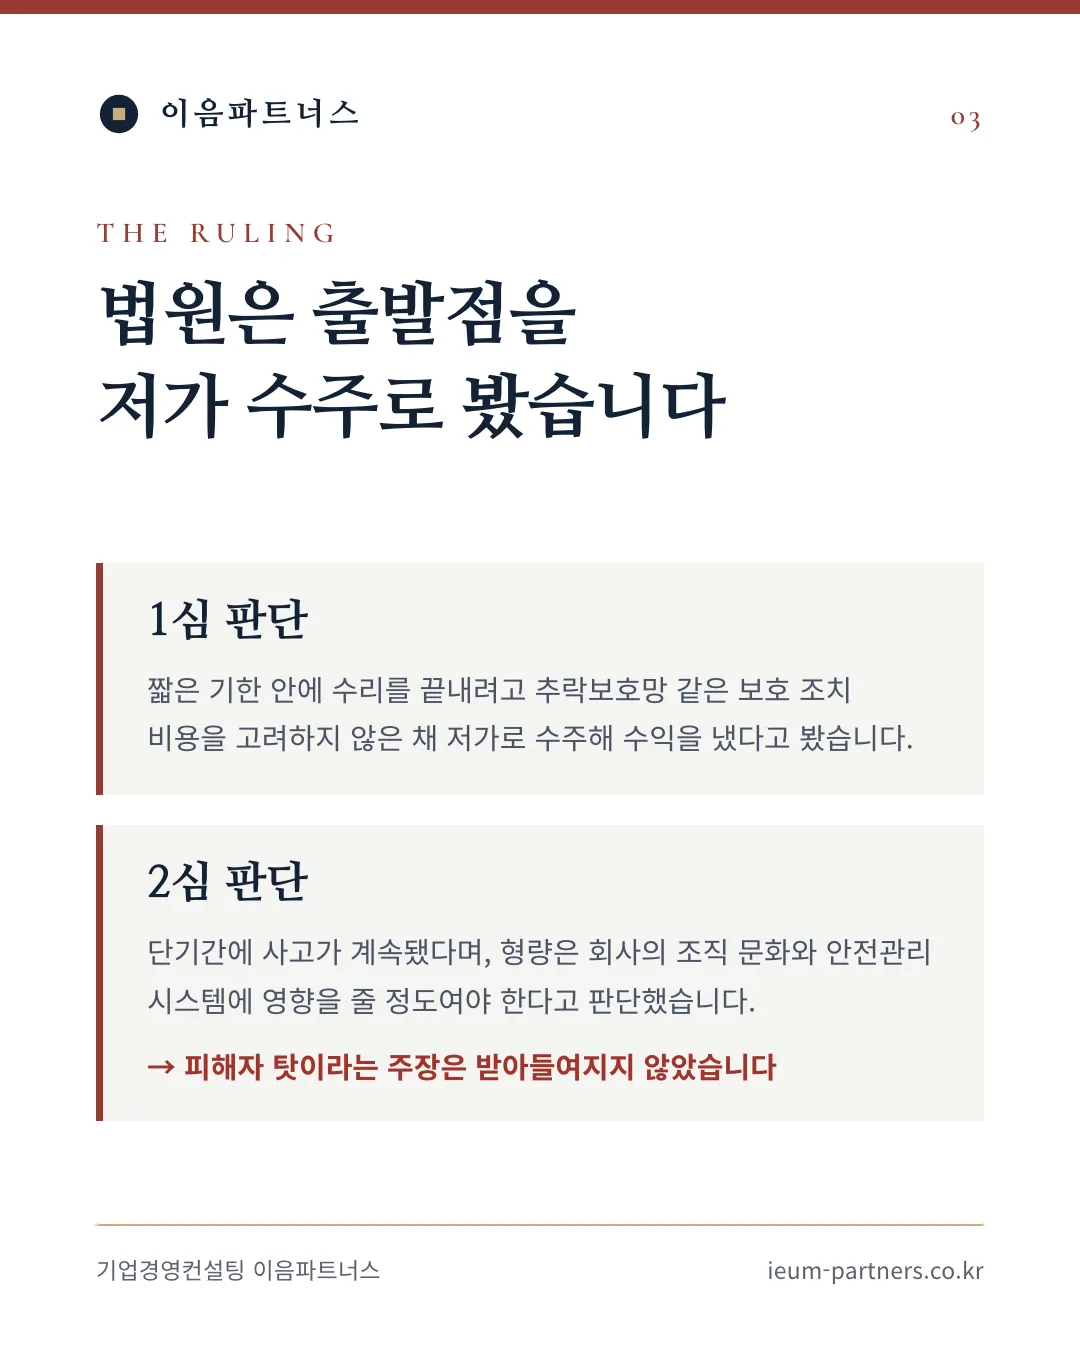 이음파트너스
03
THE RULING
법원은 출발점을
저가 수주로 봤습니다
1심 판단
짧은 기한 안에 수리를 끝내려고 추락보호망 같은 보호 조치
비용을 고려하지 않은 채 저가로 수주해 수익을 냈다고 봤습니다.
2심 판단
단기간에 사고가 계속됐다며, 형량은 회사의 조직 문화와 안전관리
시스템에 영향을 줄 정도여야 한다고 판단했습니다.
→ 피해자 탓이라는 주장은 받아들여지지 않았습니다
기업경영컨설팅 이음파트너스
ieum-partners.co.kr